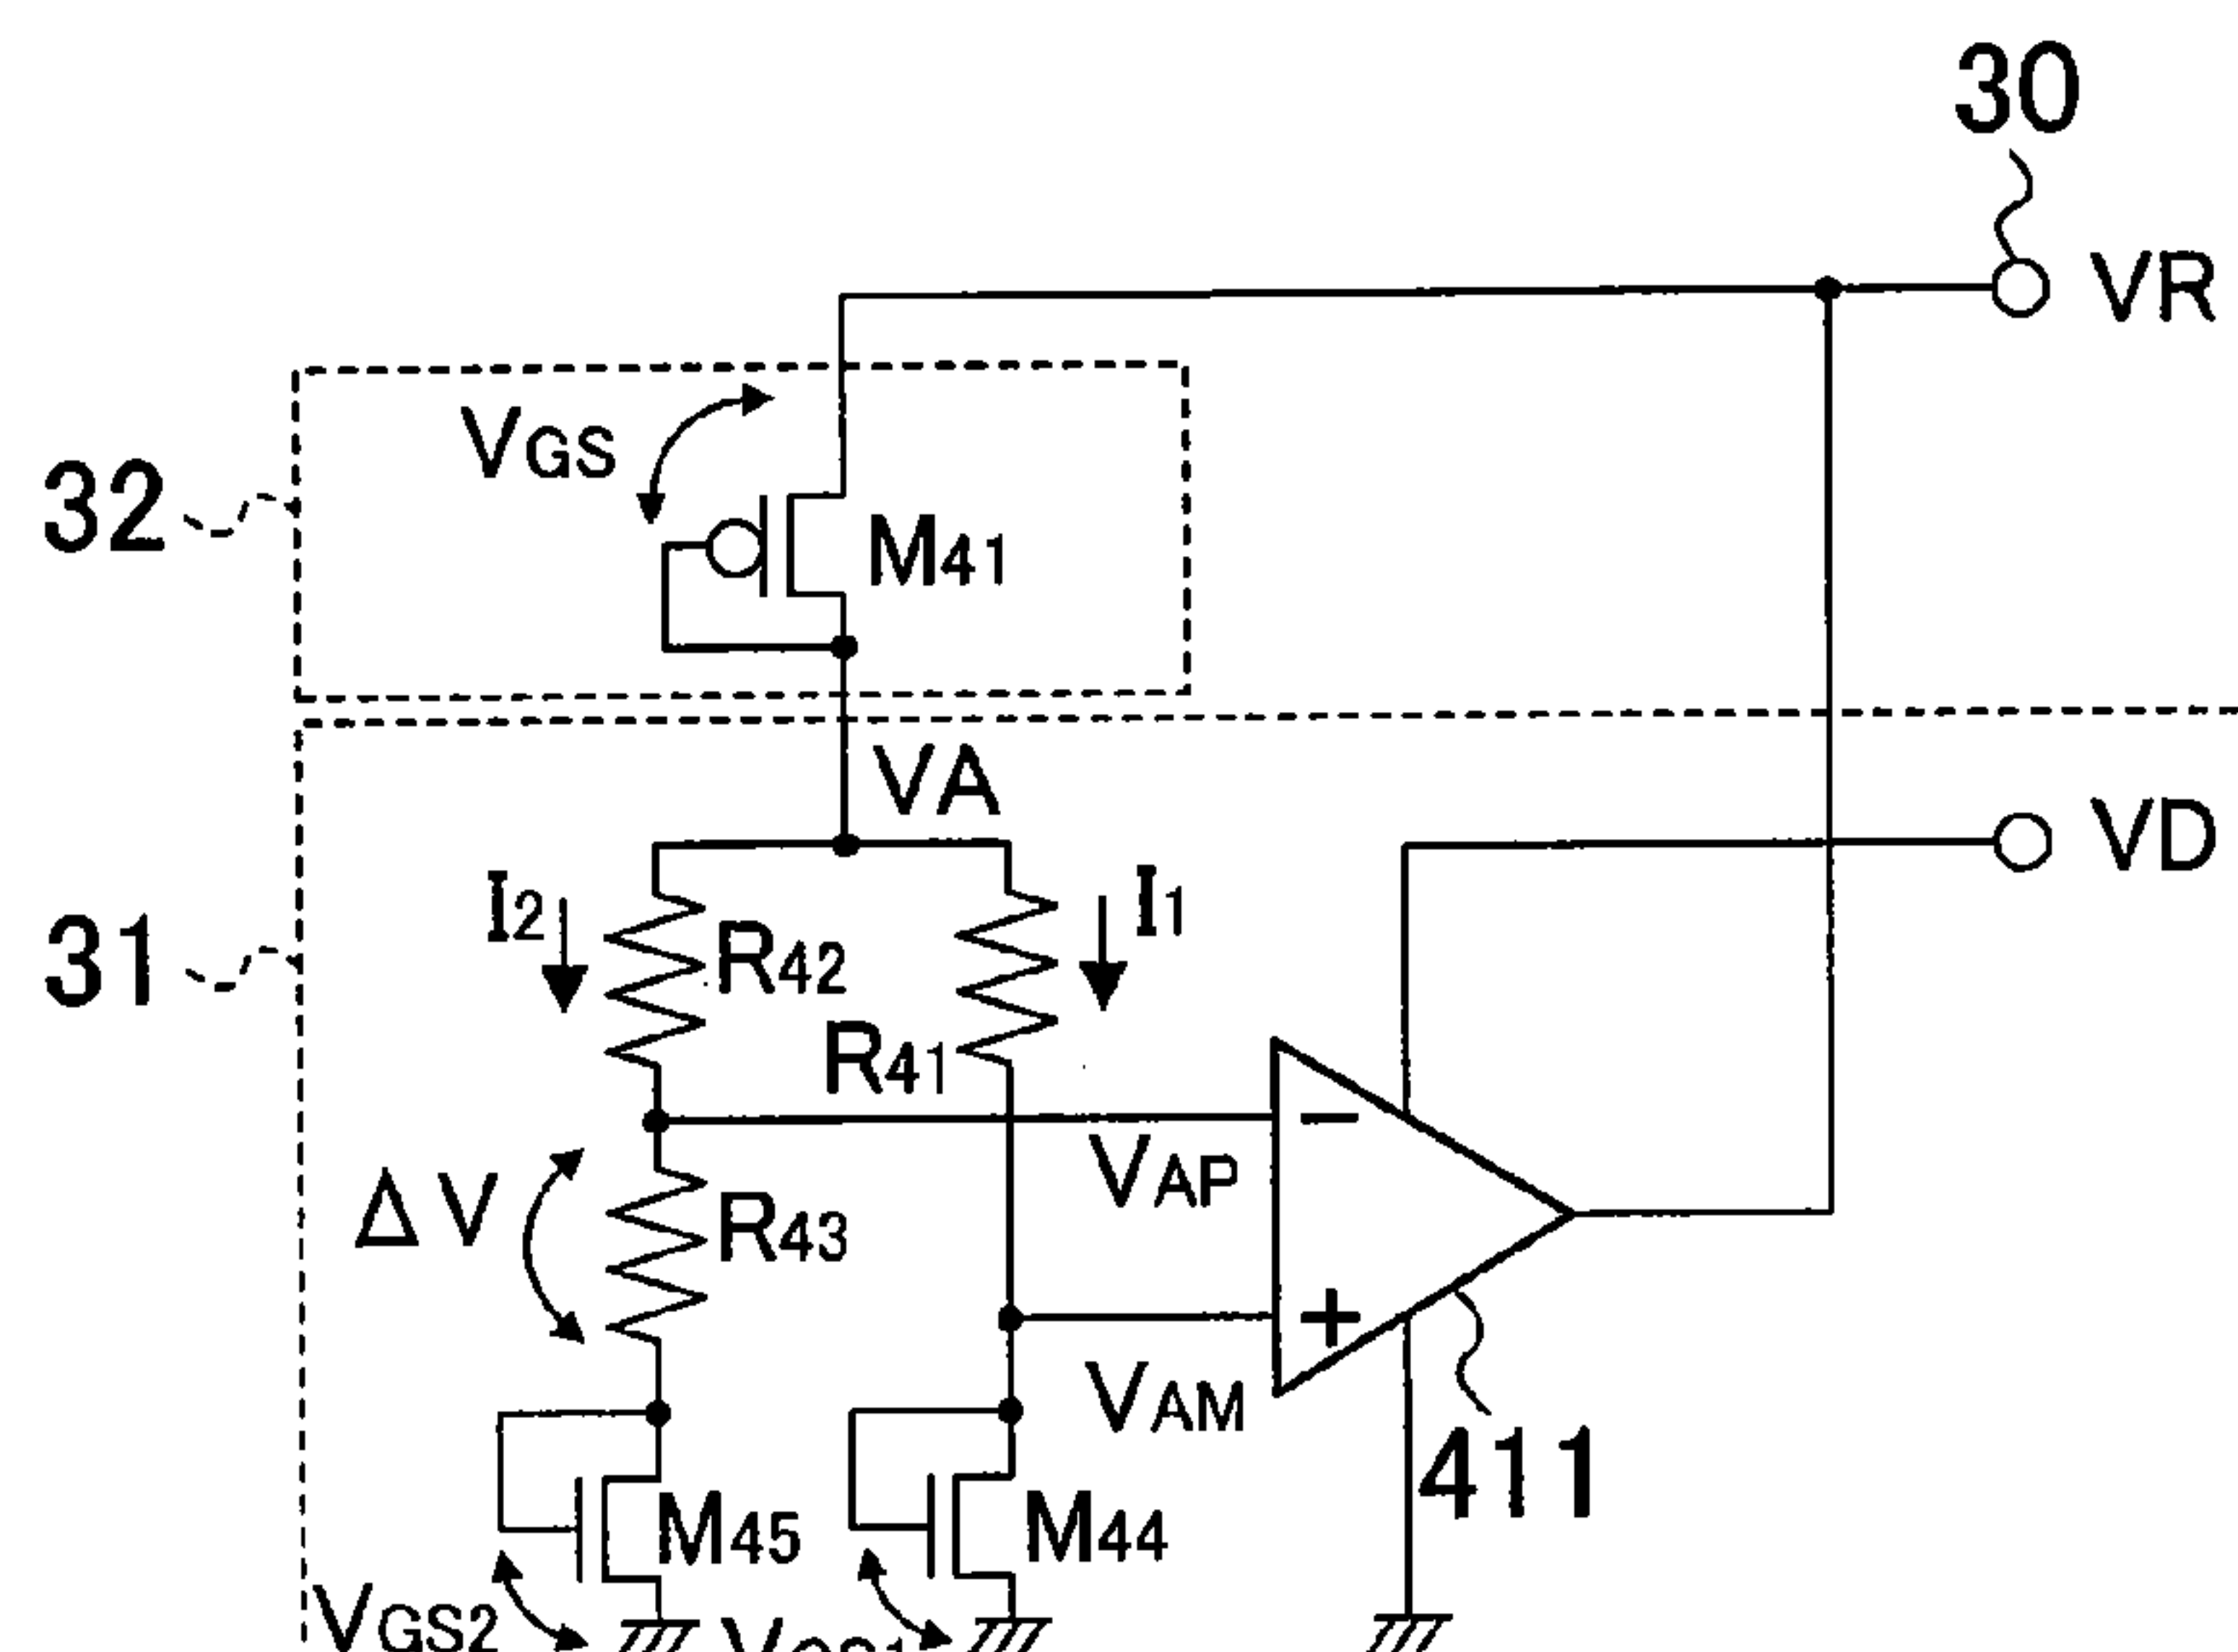 30
VR
VGS
32
M41
VA
VD
I2
I1
R42
31
R41
−
VAP
ΔV
R43
+
VAM
411
M45
M44
VGS2
VGS1